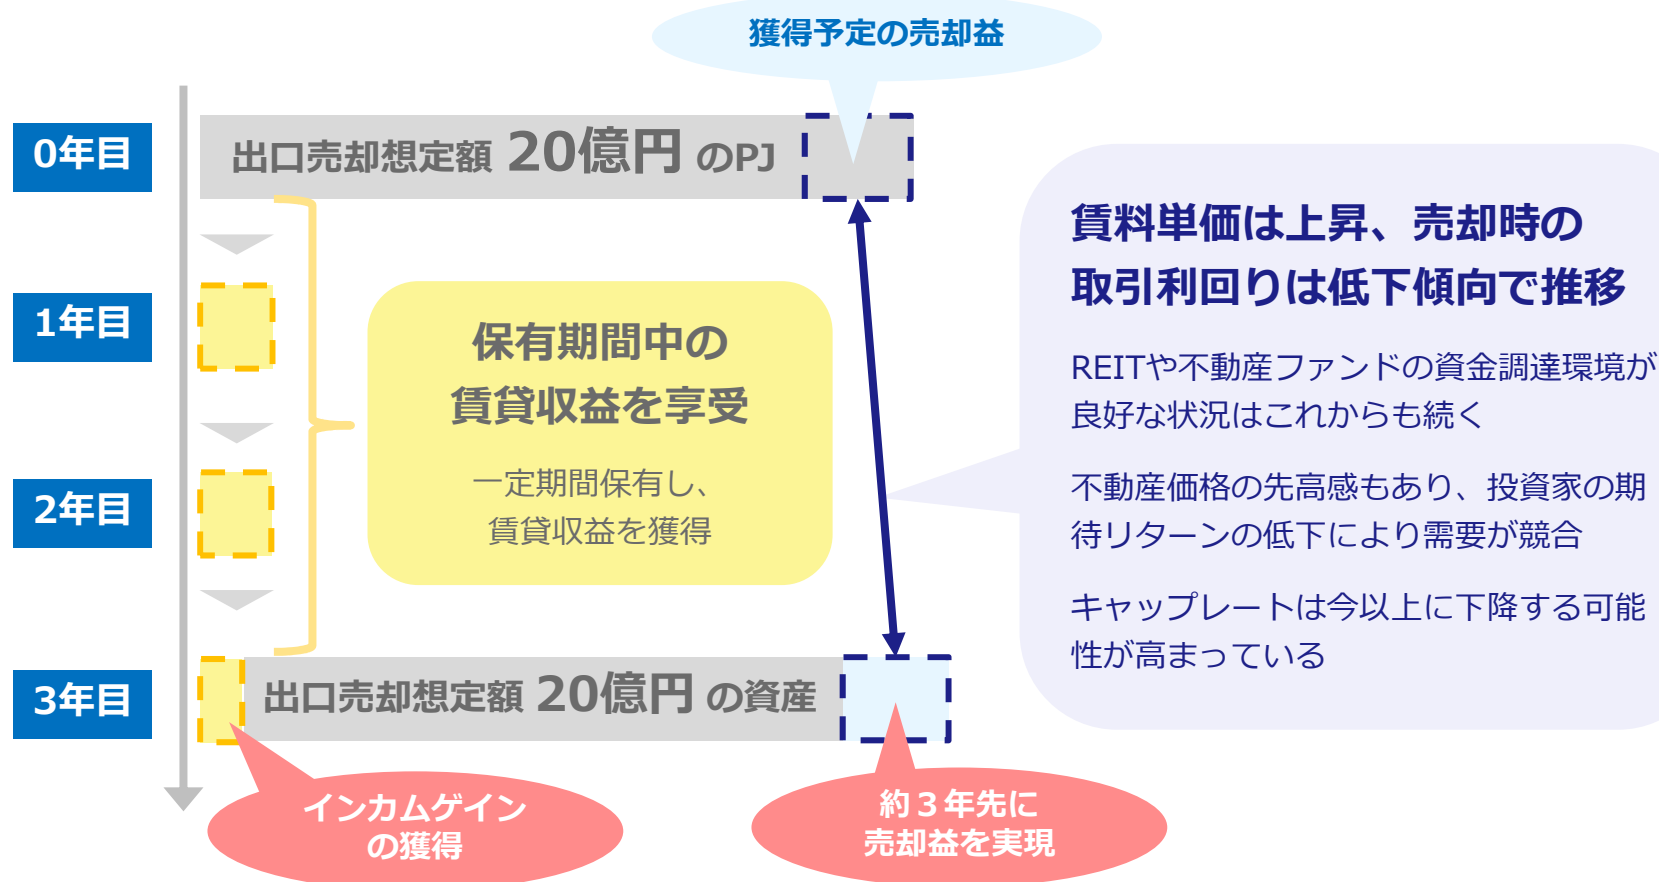 獲得予定の売却益
0年目
出口売却想定額 20億円 のPJ
賃料単価は上昇、売却時の
取引利回りは低下傾向で推移
REITや不動産ファンドの資金調達環境が
良好な状況はこれからも続く
不動産価格の先高感もあり、投資家の期
待リターンの低下により需要が競合
キャップレートは今以上に下降する可能
性が高まっている
1年目
保有期間中の
賃貸収益を享受
一定期間保有し、
賃貸収益を獲得
2年目
3年目
出口売却想定額 20億円 の資産
インカムゲイン
の獲得
約３年先に
売却益を実現